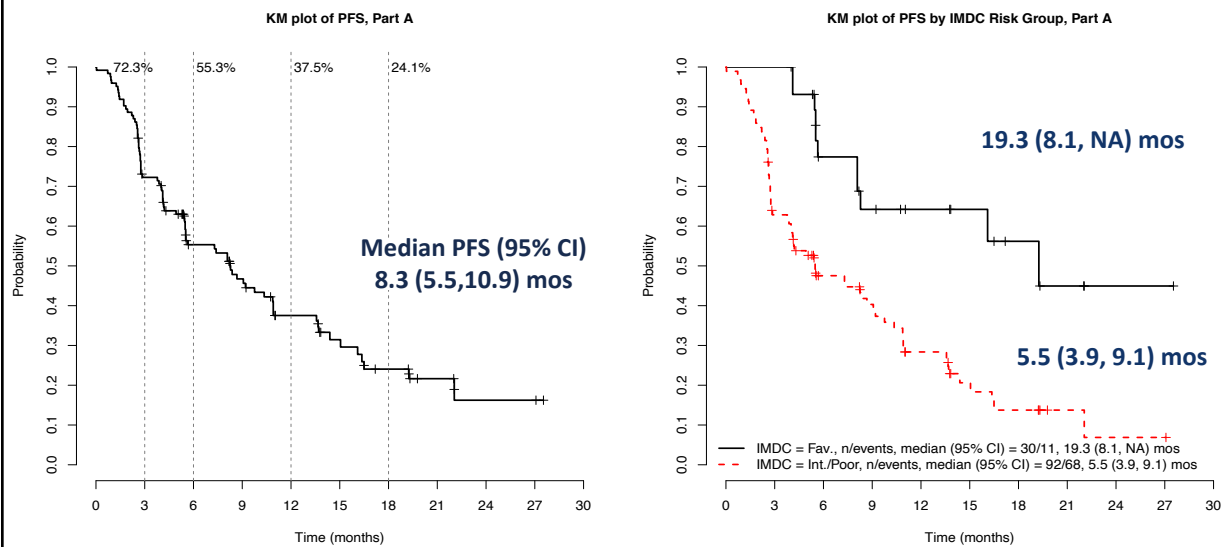 KM plot of PFS, Part A
72.3% 55.3% 37.5% 24.1%
1.0
0.9
0.8
0.7
0.6
0.5
0.4
0.3
0.2
0.1
0.0
Probability
Median PFS (95% CI)
8.3 (5.5,10.9) mos
0 3 6 9 12 15 18 21 24 27 30
Time (months)
KM plot of PFS by IMDC Risk Group, Part A
1.0
0.9
0.8
0.7
0.6
0.5
0.4
0.3
0.2
0.1
0.0
Probability
19.3 (8.1, NA) mos
5.5 (3.9, 9.1) mos
IMDC = Fav., n/events, median (95% CI) = 30/11, 19.3 (8.1, NA) mos
IMDC = Int./Poor, n/events, median (95% CI) = 92/68, 5.5 (3.9, 9.1) mos
0 3 6 9 12 15 18 21 24 27 30
Time (months)